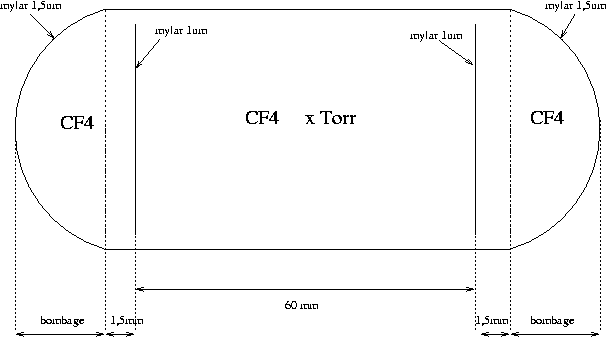 mylar 1,5um
mylar 1,5um
mylar 1um
mylar 1um
CF4
CF4 x Torr
CF4
60 mm
bombage
1,5mm
1,5mm
bombage